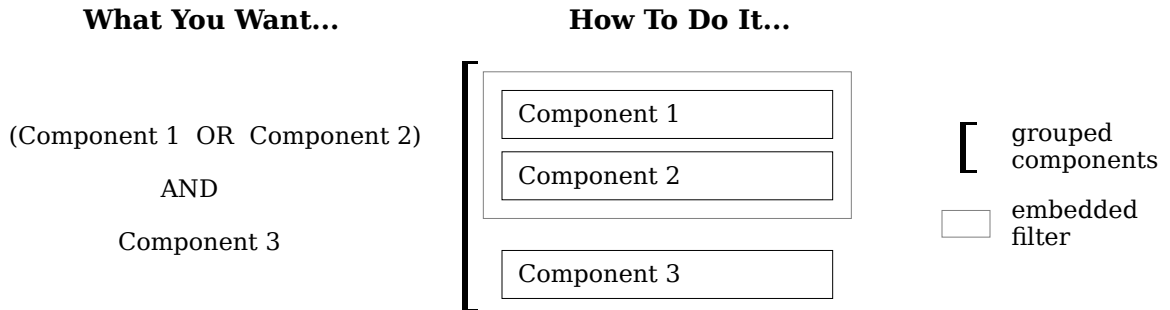 What You Want...
How To Do It...
(Component 1  OR  Component 2)
AND
Component 3
Component 1
Component 2
Component 3
grouped
components
embedded
filter